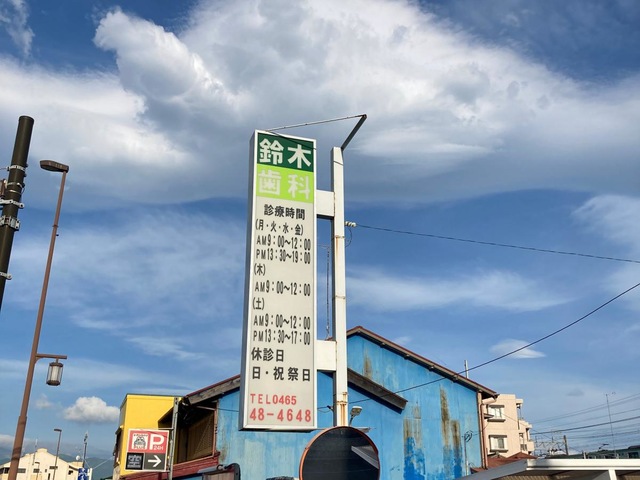 鈴木
歯科
診療時間
(月・火・水・金)
AM9:00〜12:00
PM13:30〜19:00
(木)
AM9:00〜12:00
(土)
AM9:00〜12:00
PM13:30〜17:00
休診日
日・祝祭日
TEL0465
48-4648
P
空